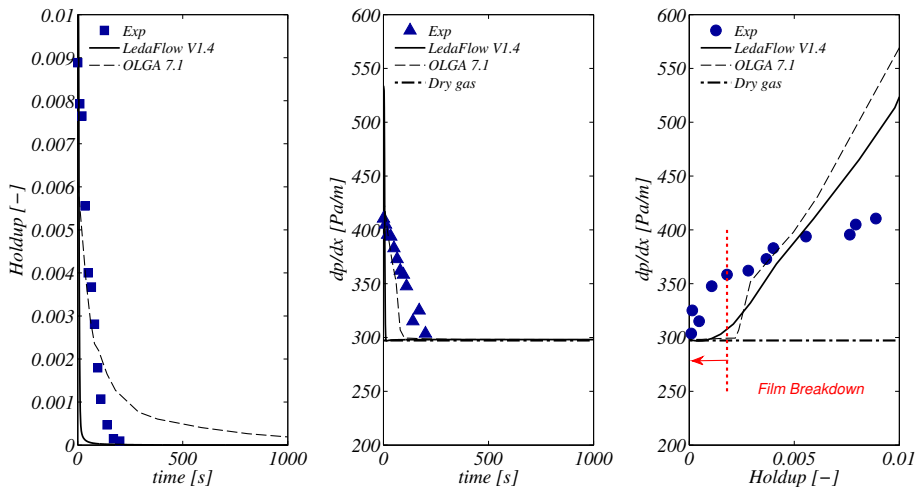 0.01
0.009
0.008
0.007
0.006
0.005
0.004
0.003
0.002
0.001
0
Holdup [−]
0
500
1000
time [s]
Exp
LedaFlow V1.4
OLGA 7.1
600
550
500
450
400
350
300
250
200
dp/dx [Pa/m]
0
500
1000
time [s]
Exp
LedaFlow V1.4
OLGA 7.1
Dry gas
600
550
500
450
400
350
300
250
200
dp/dx [Pa/m]
0
0.005
0.01
Holdup [−]
Exp
LedaFlow V1.4
OLGA 7.1
Dry gas
Film Breakdown